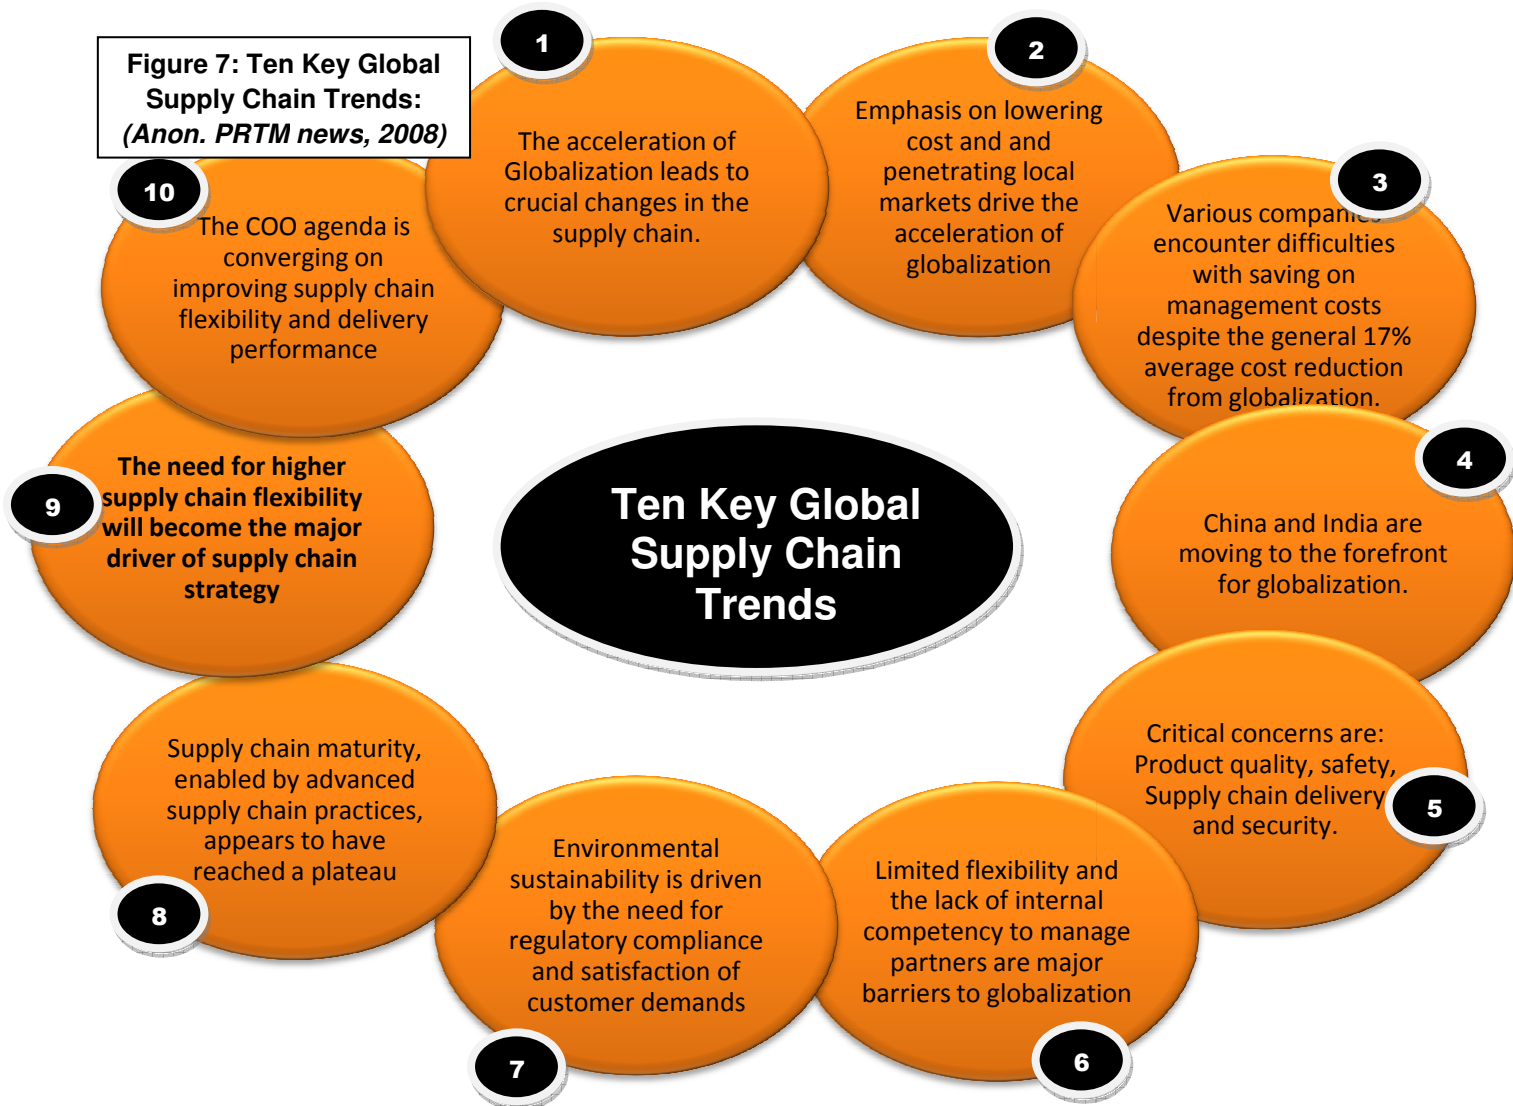 Figure 7: Ten Key Global
Supply Chain Trends:
(Anon. PRTM news, 2008)
1
The acceleration of
Globalization leads to
crucial changes in the
supply chain.
2
Emphasis on lowering
cost and and
penetrating local
markets drive the
acceleration of
globalization
3
Various companies
encounter difficulties
with saving on
management costs
despite the general 17%
average cost reduction
from globalization.
4
China and India are
moving to the forefront
for globalization.
5
Critical concerns are:
Product quality, safety,
Supply chain delivery
and security.
6
Limited flexibility and
the lack of internal
competency to manage
partners are major
barriers to globalization
7
Environmental
sustainability is driven
by the need for
regulatory compliance
and satisfaction of
customer demands
8
Supply chain maturity,
enabled by advanced
supply chain practices,
appears to have
reached a plateau
9
The need for higher
supply chain flexibility
will become the major
driver of supply chain
strategy
10
The COO agenda is
converging on
improving supply chain
flexibility and delivery
performance
Ten Key Global
Supply Chain
Trends